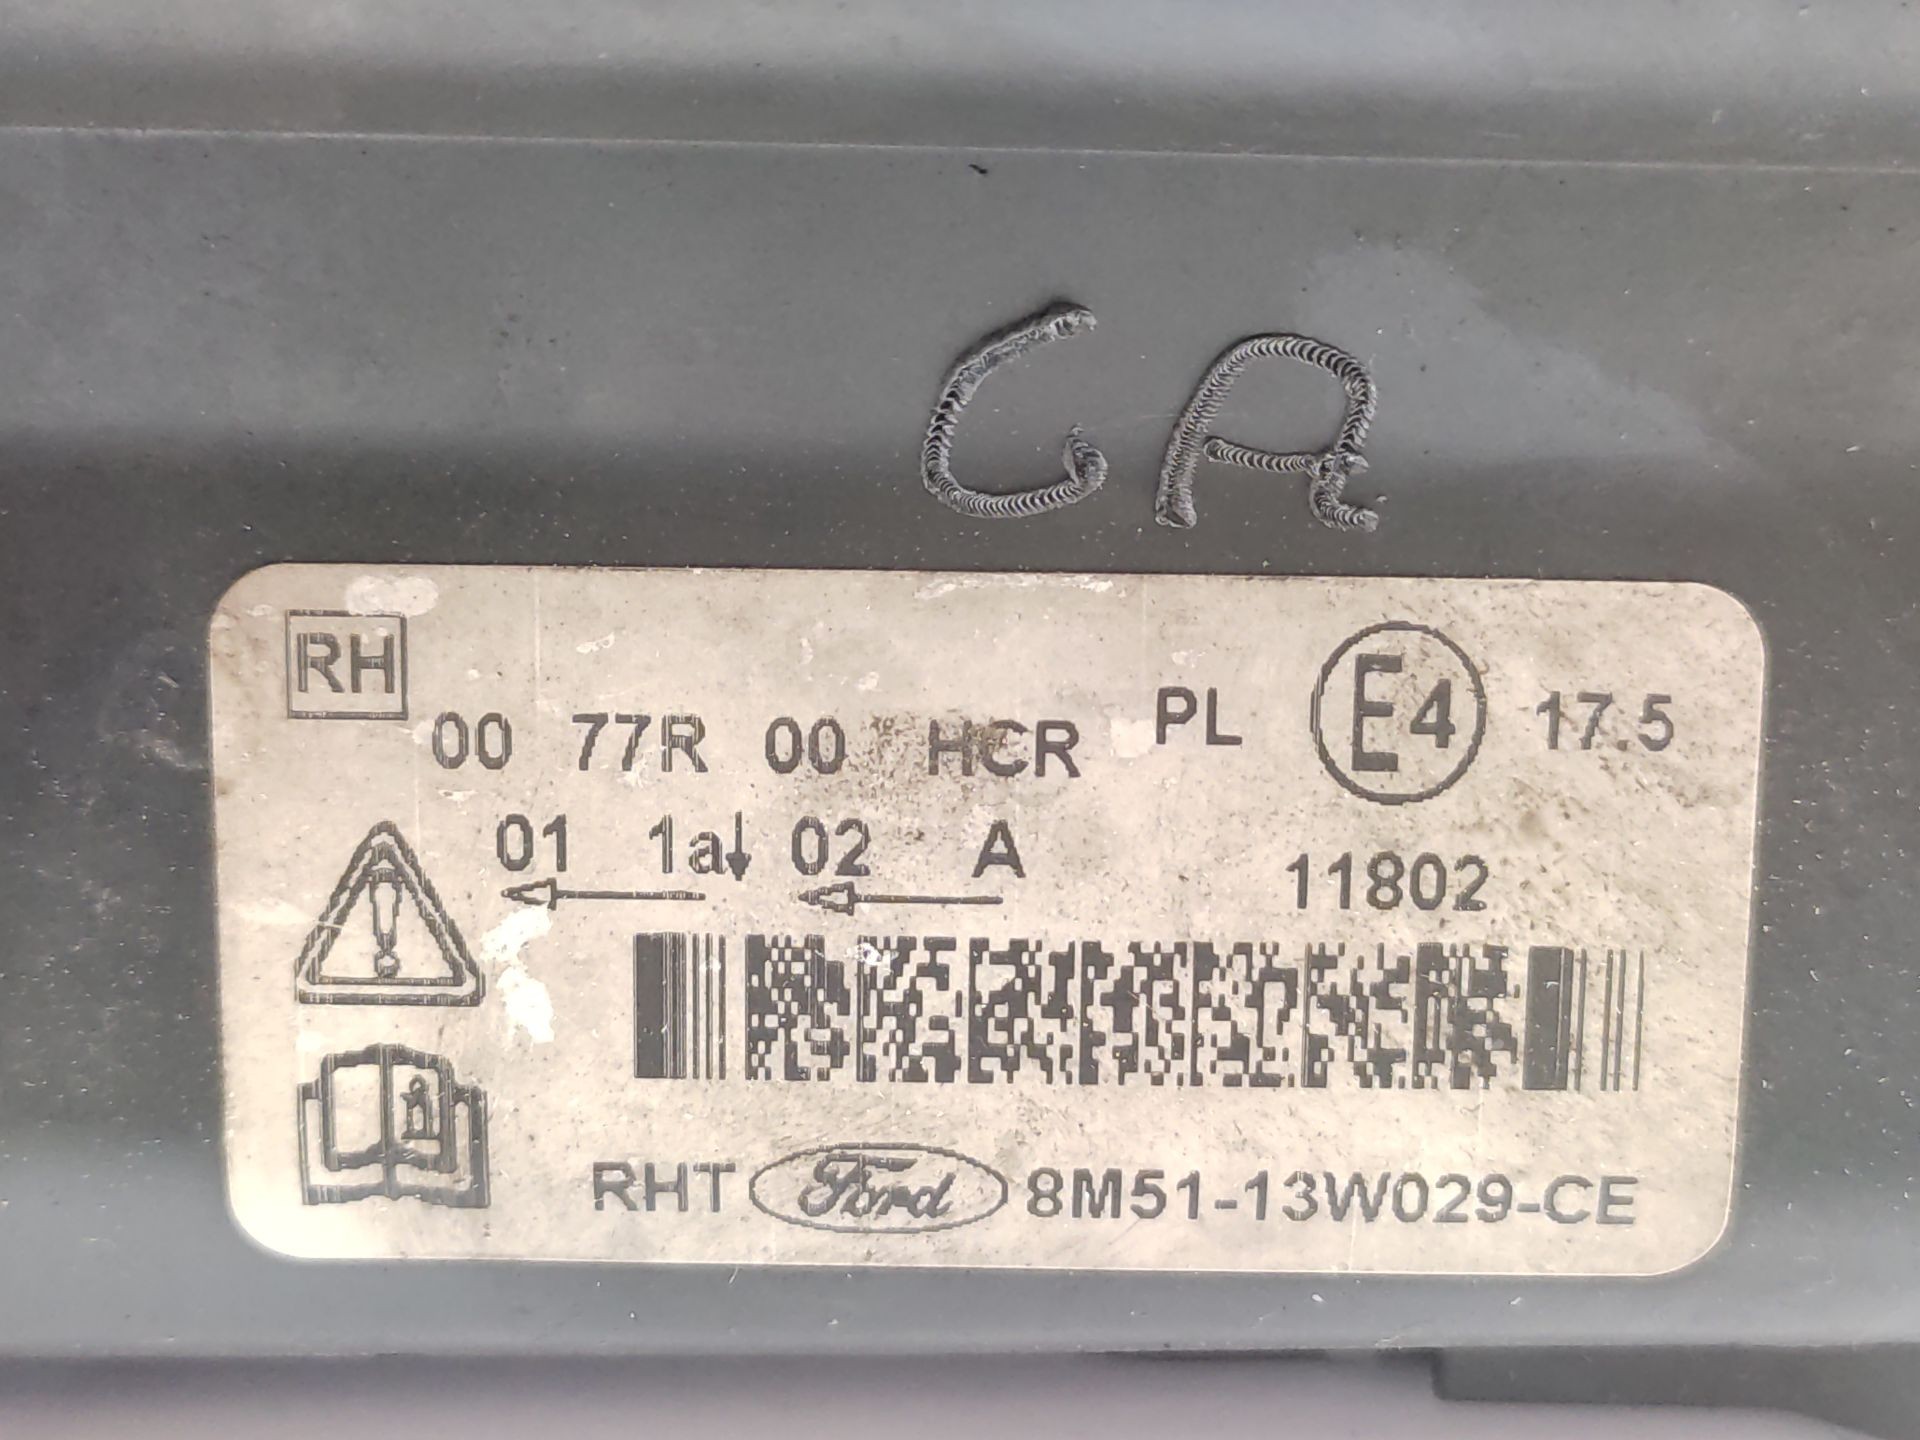 GA
RH
00 77R 00 HCR PL E4 17.5
01 1a 02 A 11802
RHT Ford 8M51-13W029-CE